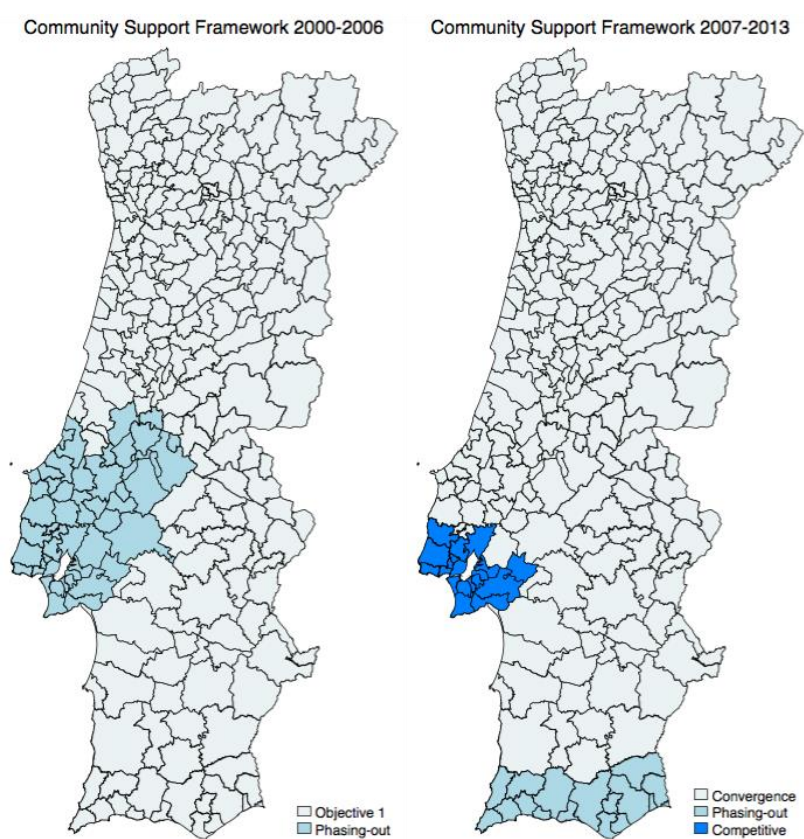 Community Support Framework 2000-2006
Community Support Framework 2007-2013
Objective 1
Phasing-out
Convergence
Phasing-out
Competitive